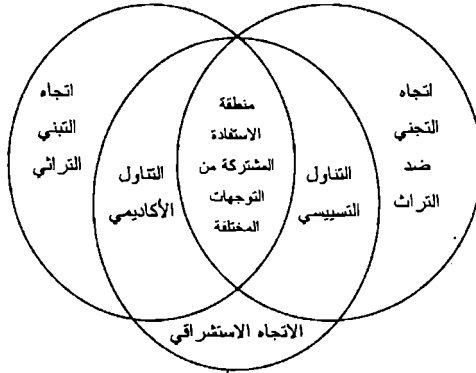 اتجاه
التجني
ضد
التراث
التناول
التسييسي
منطقة
الاستفادة
المشتركة من
التوجهات
المختلفة
التناول
الأكاديمي
اتجاه
التبني
التراثي
الاتجاه الاستشراقي